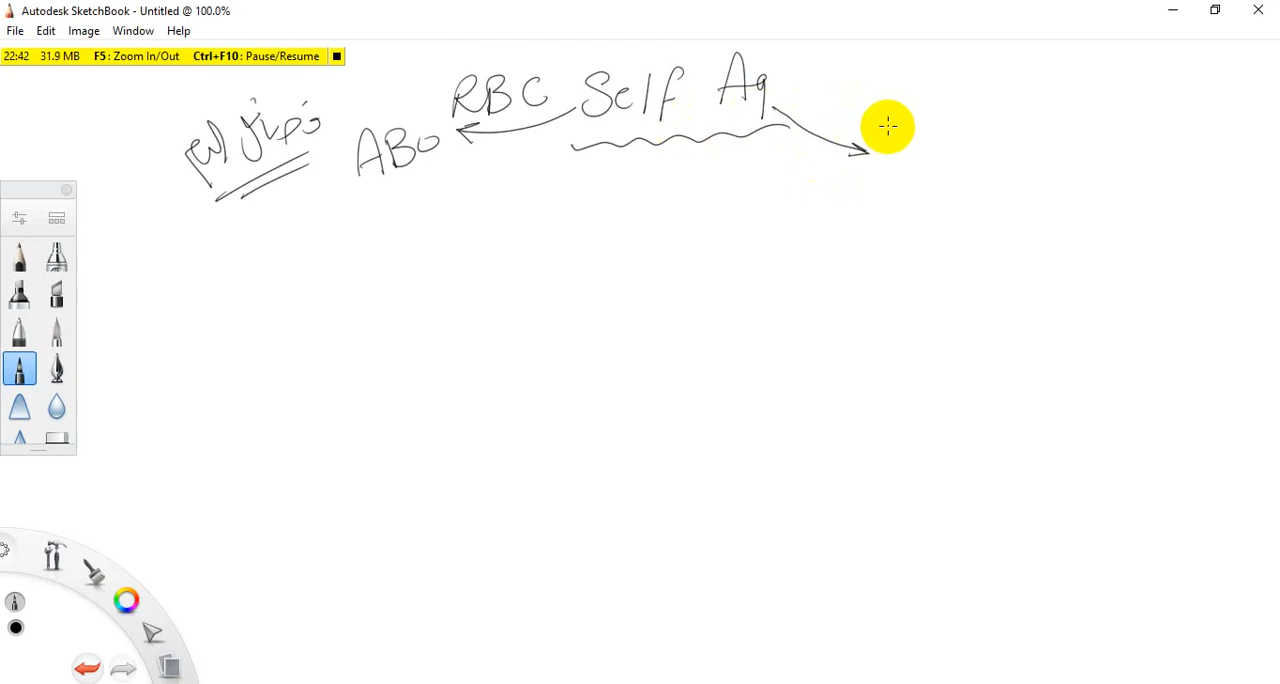 Autodesk SketchBook - Untitled @ 100.0%
File Edit Image Window Help
22:42 31.9 MB F5: Zoom In/Out Ctrl+F10: Pause/Resume
RBC Self Ag
ABO